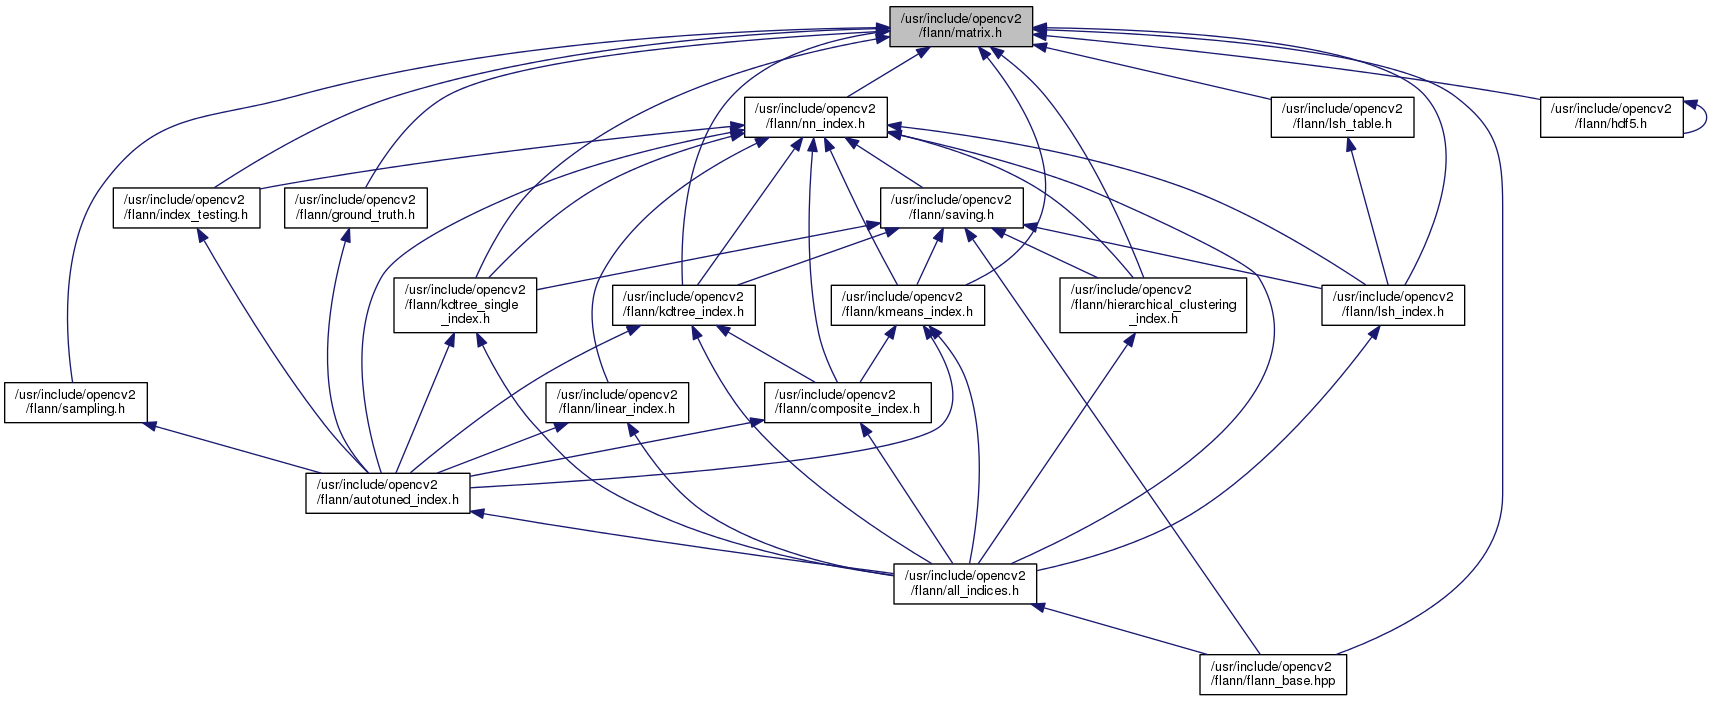 /usr/include/opencv2
/flann/matrix.h
/usr/include/opencv2
/flann/nn_index.h
/usr/include/opencv2
/flann/lsh_table.h
/usr/include/opencv2
/flann/hdf5.h
/usr/include/opencv2
/flann/index_testing.h
/usr/include/opencv2
/flann/ground_truth.h
/usr/include/opencv2
/flann/saving.h
/usr/include/opencv2
/flann/kdtree_single
_index.h
/usr/include/opencv2
/flann/kdtree_index.h
/usr/include/opencv2
/flann/kmeans_index.h
/usr/include/opencv2
/flann/hierarchical_clustering
_index.h
/usr/include/opencv2
/flann/lsh_index.h
/usr/include/opencv2
/flann/sampling.h
/usr/include/opencv2
/flann/linear_index.h
/usr/include/opencv2
/flann/composite_index.h
/usr/include/opencv2
/flann/autotuned_index.h
/usr/include/opencv2
/flann/all_indices.h
/usr/include/opencv2
/flann/flann_base.hpp